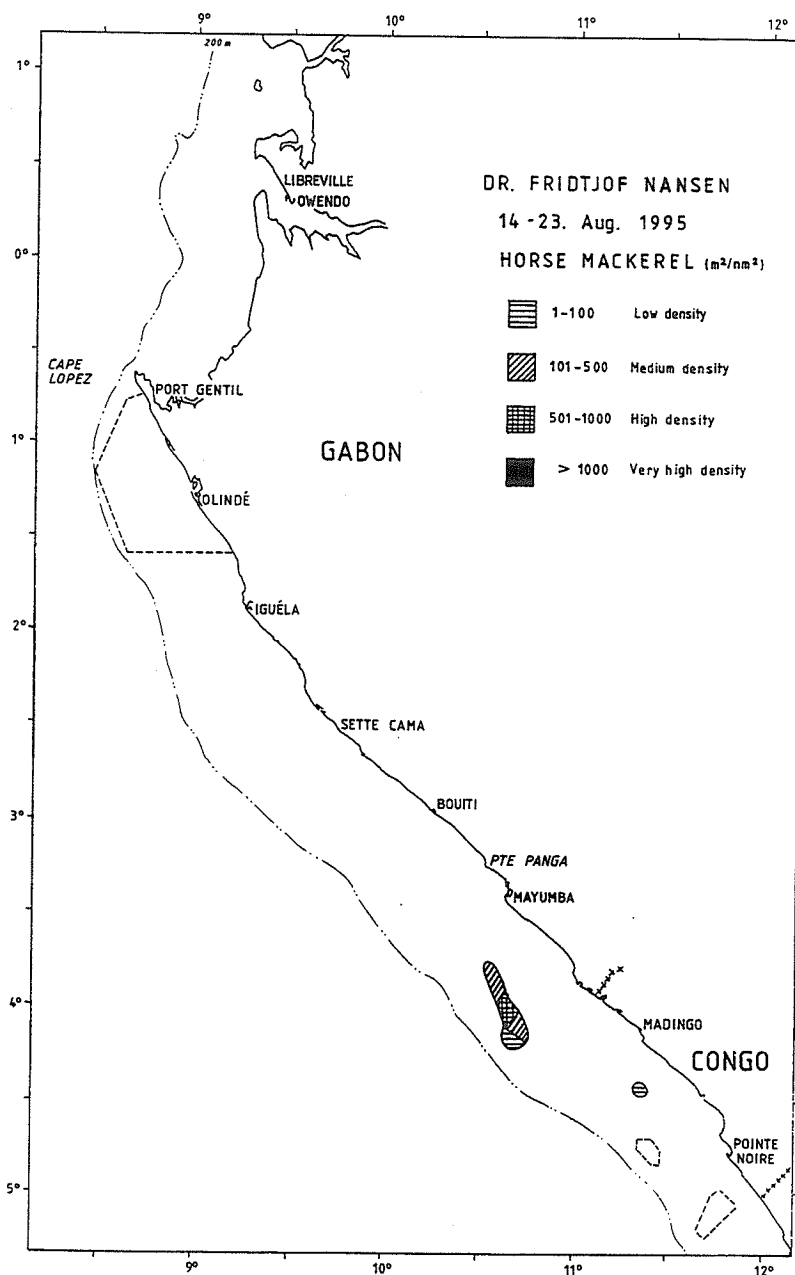 9° 10° 11° 12°
200 m
1°
LIBREVILLE
OWENDO
DR. FRIDTJOF NANSEN
14-23. Aug. 1995
HORSE MACKEREL (m²/nm²)
0°
1-100 Low density
CAPE
LOPEZ
PORT GENTIL
101-500 Medium density
501-1000 High density
1°
GABON
> 1000 Very high density
OLINDÉ
IGUÉLA
2°
SETTE CAMA
BOUITI
3°
PTE PANGA
MAYUMBA
4°
MADINGO
CONGO
POINTE
NOIRE
5°
9° 10° 11° 12°